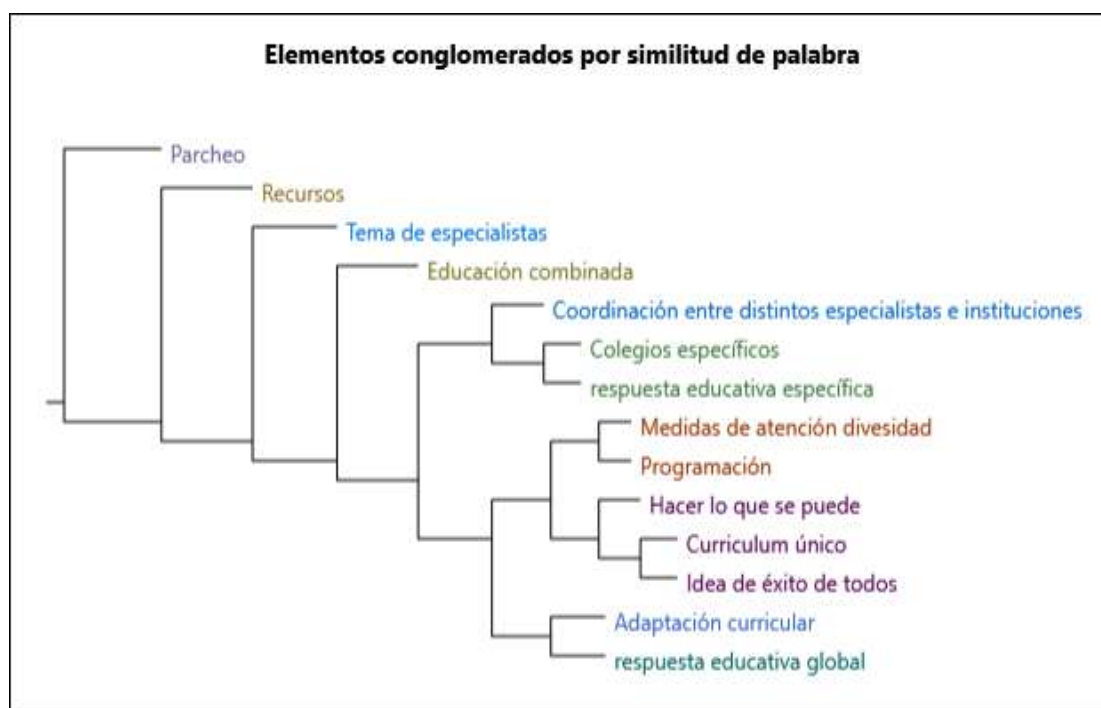 Elementos conglomerados por similitud de palabra
Parcheo
Recursos
Tema de especialistas
Educación combinada
Coordinación entre distintos especialistas e instituciones
Colegios específicos
respuesta educativa específica
Medidas de atención divesidad
Programación
Hacer lo que se puede
Curriculum único
Idea de éxito de todos
Adaptación curricular
respuesta educativa global